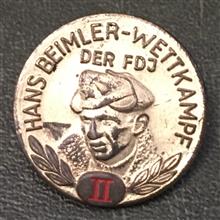 HANS BEIMLER-WETTKAMPF
DER FDJ
II